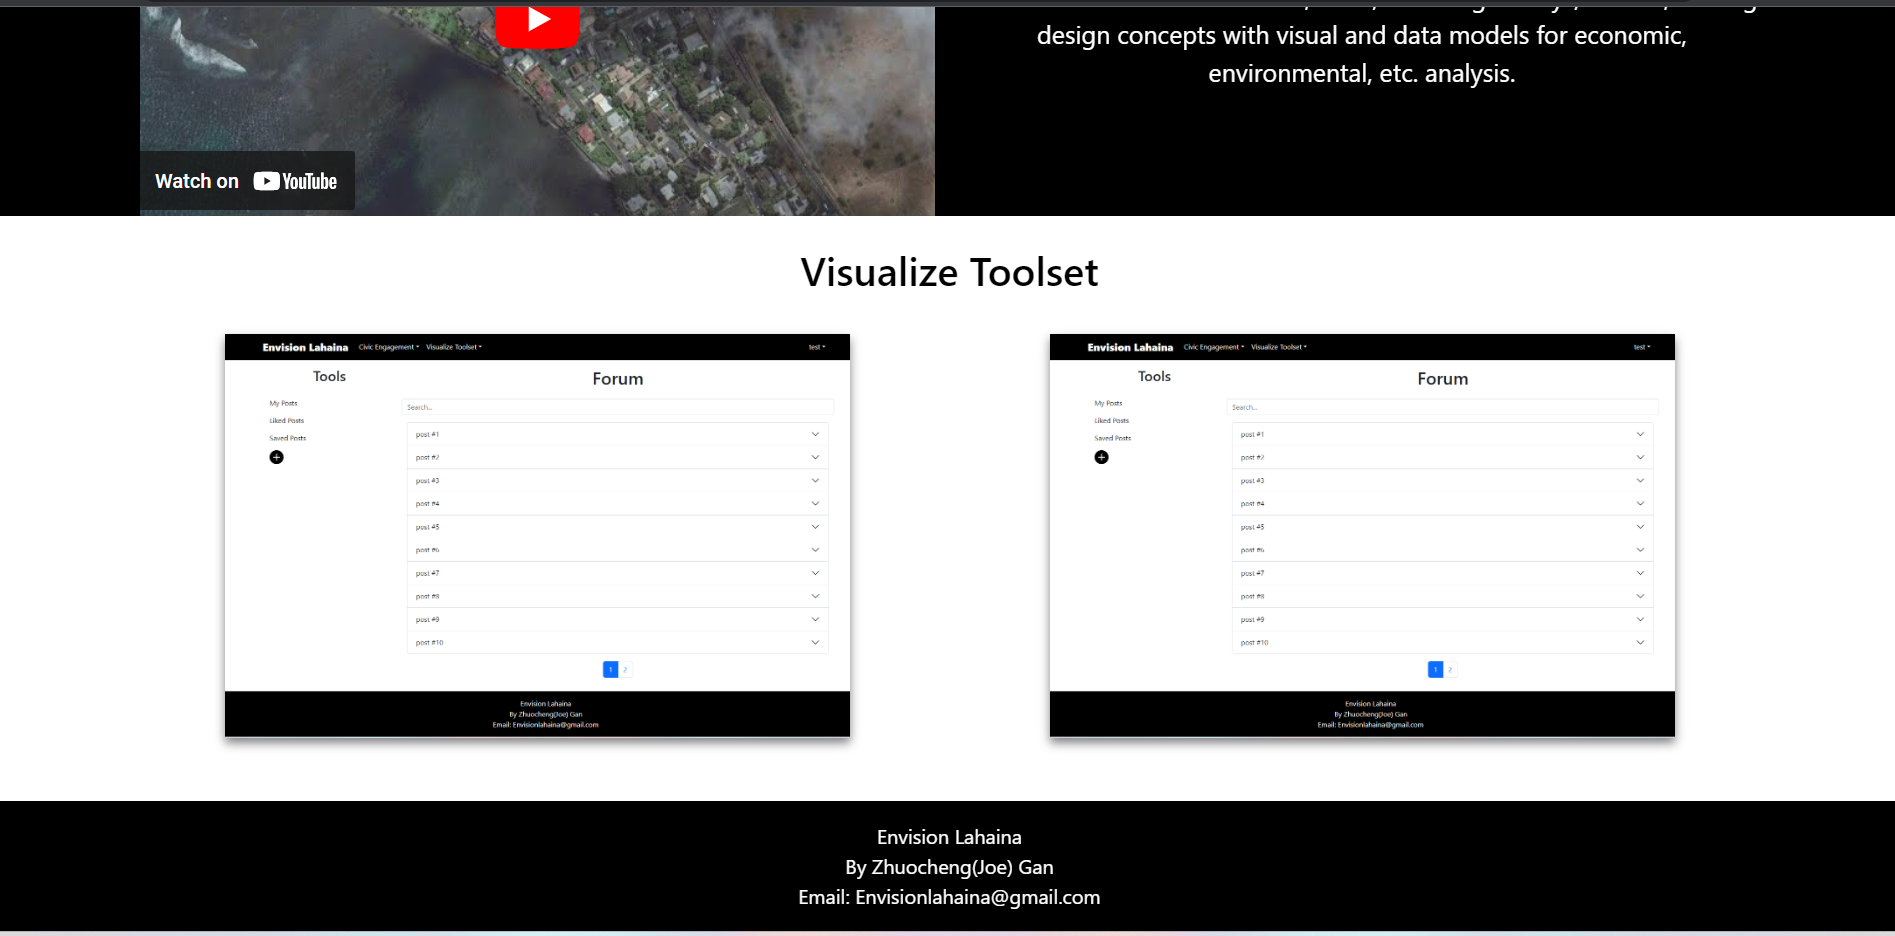 design concepts with visual and data models for economic,
environmental, etc. analysis.
Watch on YouTube
Visualize Toolset
Envision Lahaina Civic Engagement Visualize Toolset test
Tools
Forum
My Posts
Liked Posts
Saved Posts
Search...
post #1
post #2
post #3
post #4
post #5
post #6
post #7
post #8
post #9
post #10
1 2
Envision Lahaina
By Zhuocheng(Joe) Gan
Email: Envisionlahaina@gmail.com
Envision Lahaina Civic Engagement Visualize Toolset test
Tools
Forum
My Posts
Liked Posts
Saved Posts
Search...
post #1
post #2
post #3
post #4
post #5
post #6
post #7
post #8
post #9
post #10
1 2
Envision Lahaina
By Zhuocheng(Joe) Gan
Email: Envisionlahaina@gmail.com
Envision Lahaina
By Zhuocheng(Joe) Gan
Email: Envisionlahaina@gmail.com